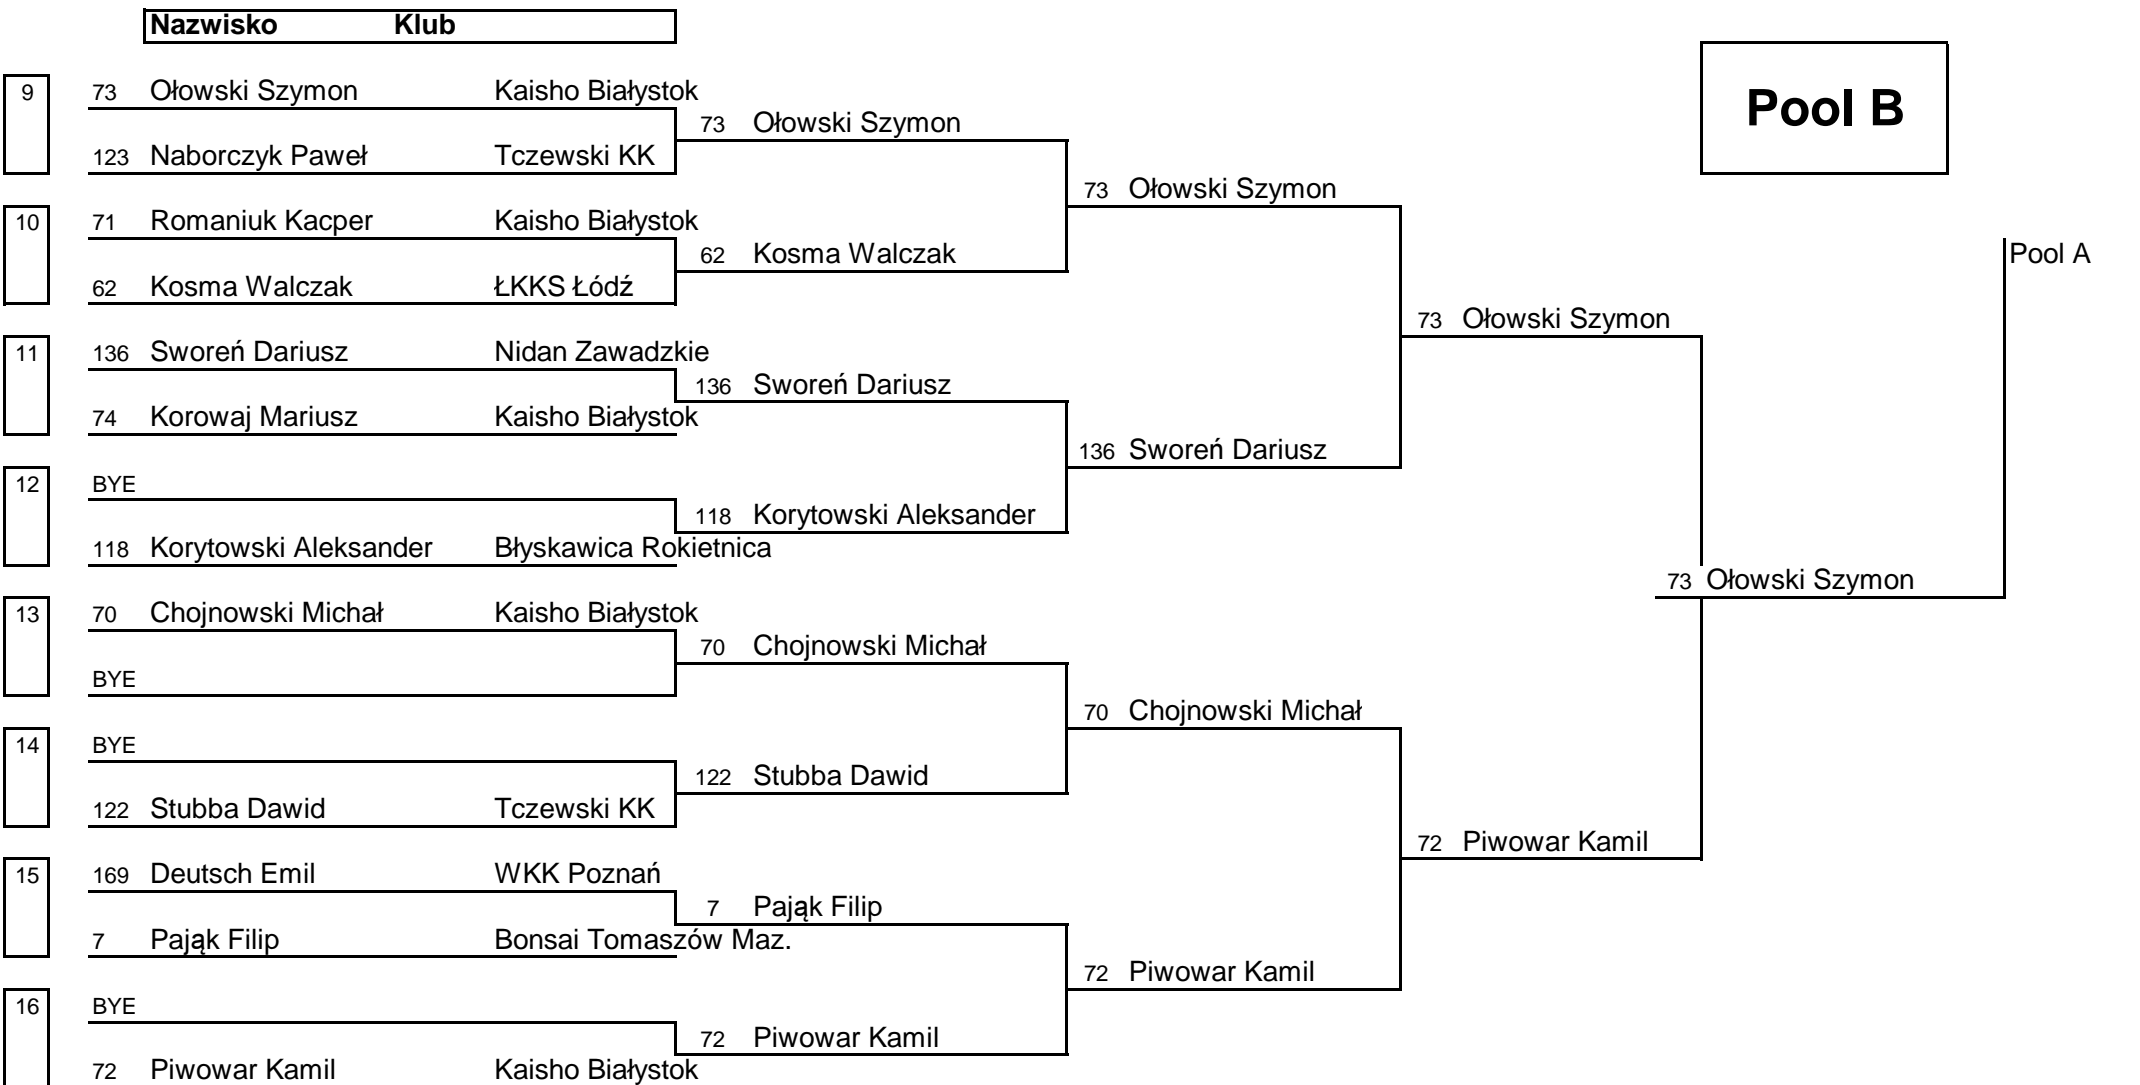 Nazwisko Klub
Pool B
9 73 Ołowski Szymon Kaisho Białystok
73 Ołowski Szymon
123 Naborczyk Paweł Tczewski KK
73 Ołowski Szymon
10 71 Romaniuk Kacper Kaisho Białystok
62 Kosma Walczak
Pool A
62 Kosma Walczak ŁKKS Łódź
73 Ołowski Szymon
11 136 Sworeń Dariusz Nidan Zawadzkie
136 Sworeń Dariusz
74 Korowaj Mariusz Kaisho Białystok
136 Sworeń Dariusz
12 BYE
118 Korytowski Aleksander
118 Korytowski Aleksander Błyskawica Rokietnica
73 Ołowski Szymon
13 70 Chojnowski Michał Kaisho Białystok
70 Chojnowski Michał
BYE
70 Chojnowski Michał
14 BYE
122 Stubba Dawid
122 Stubba Dawid Tczewski KK
72 Piwowar Kamil
15 169 Deutsch Emil WKK Poznań
7 Pająk Filip
7 Pająk Filip Bonsai Tomaszów Maz.
72 Piwowar Kamil
16 BYE
72 Piwowar Kamil
72 Piwowar Kamil Kaisho Białystok